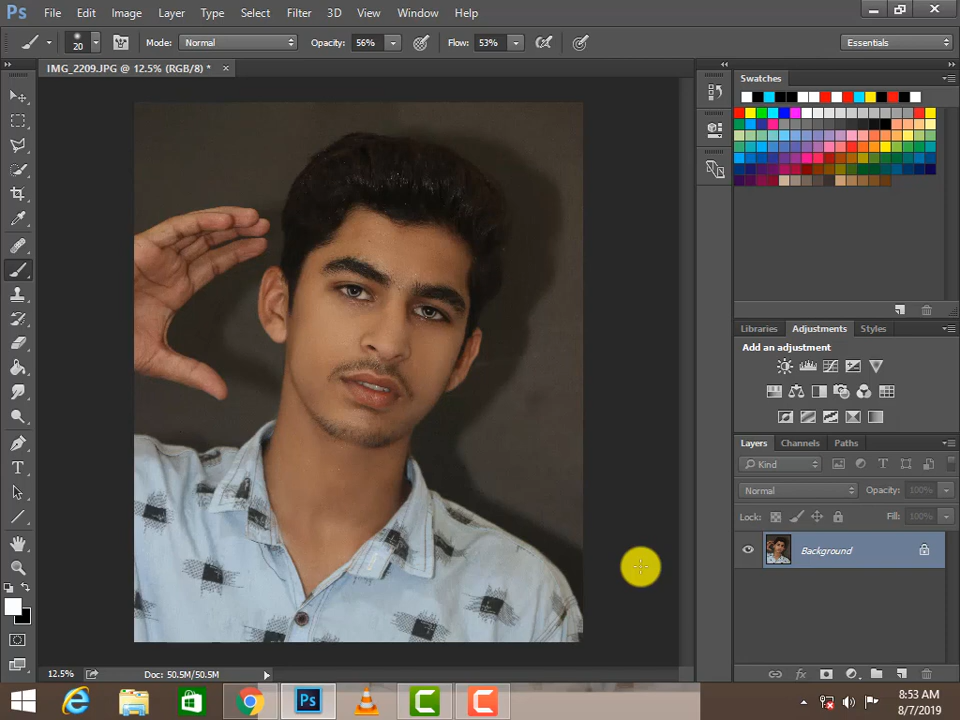 Ps File Edit Image Layer Type Select Filter 3D View Window Help
20 Mode: Normal Opacity: 56% Flow: 53% Essentials
IMG_2209.JPG @ 12.5% (RGB/8) * ×
Swatches
Libraries Adjustments Styles
Add an adjustment
Layers Channels Paths
Kind
Normal Opacity: 100%
Lock: Fill: 100%
Background
12.5% Doc: 50.5M/50.5M
Ps 8:53 AM
8/7/2019